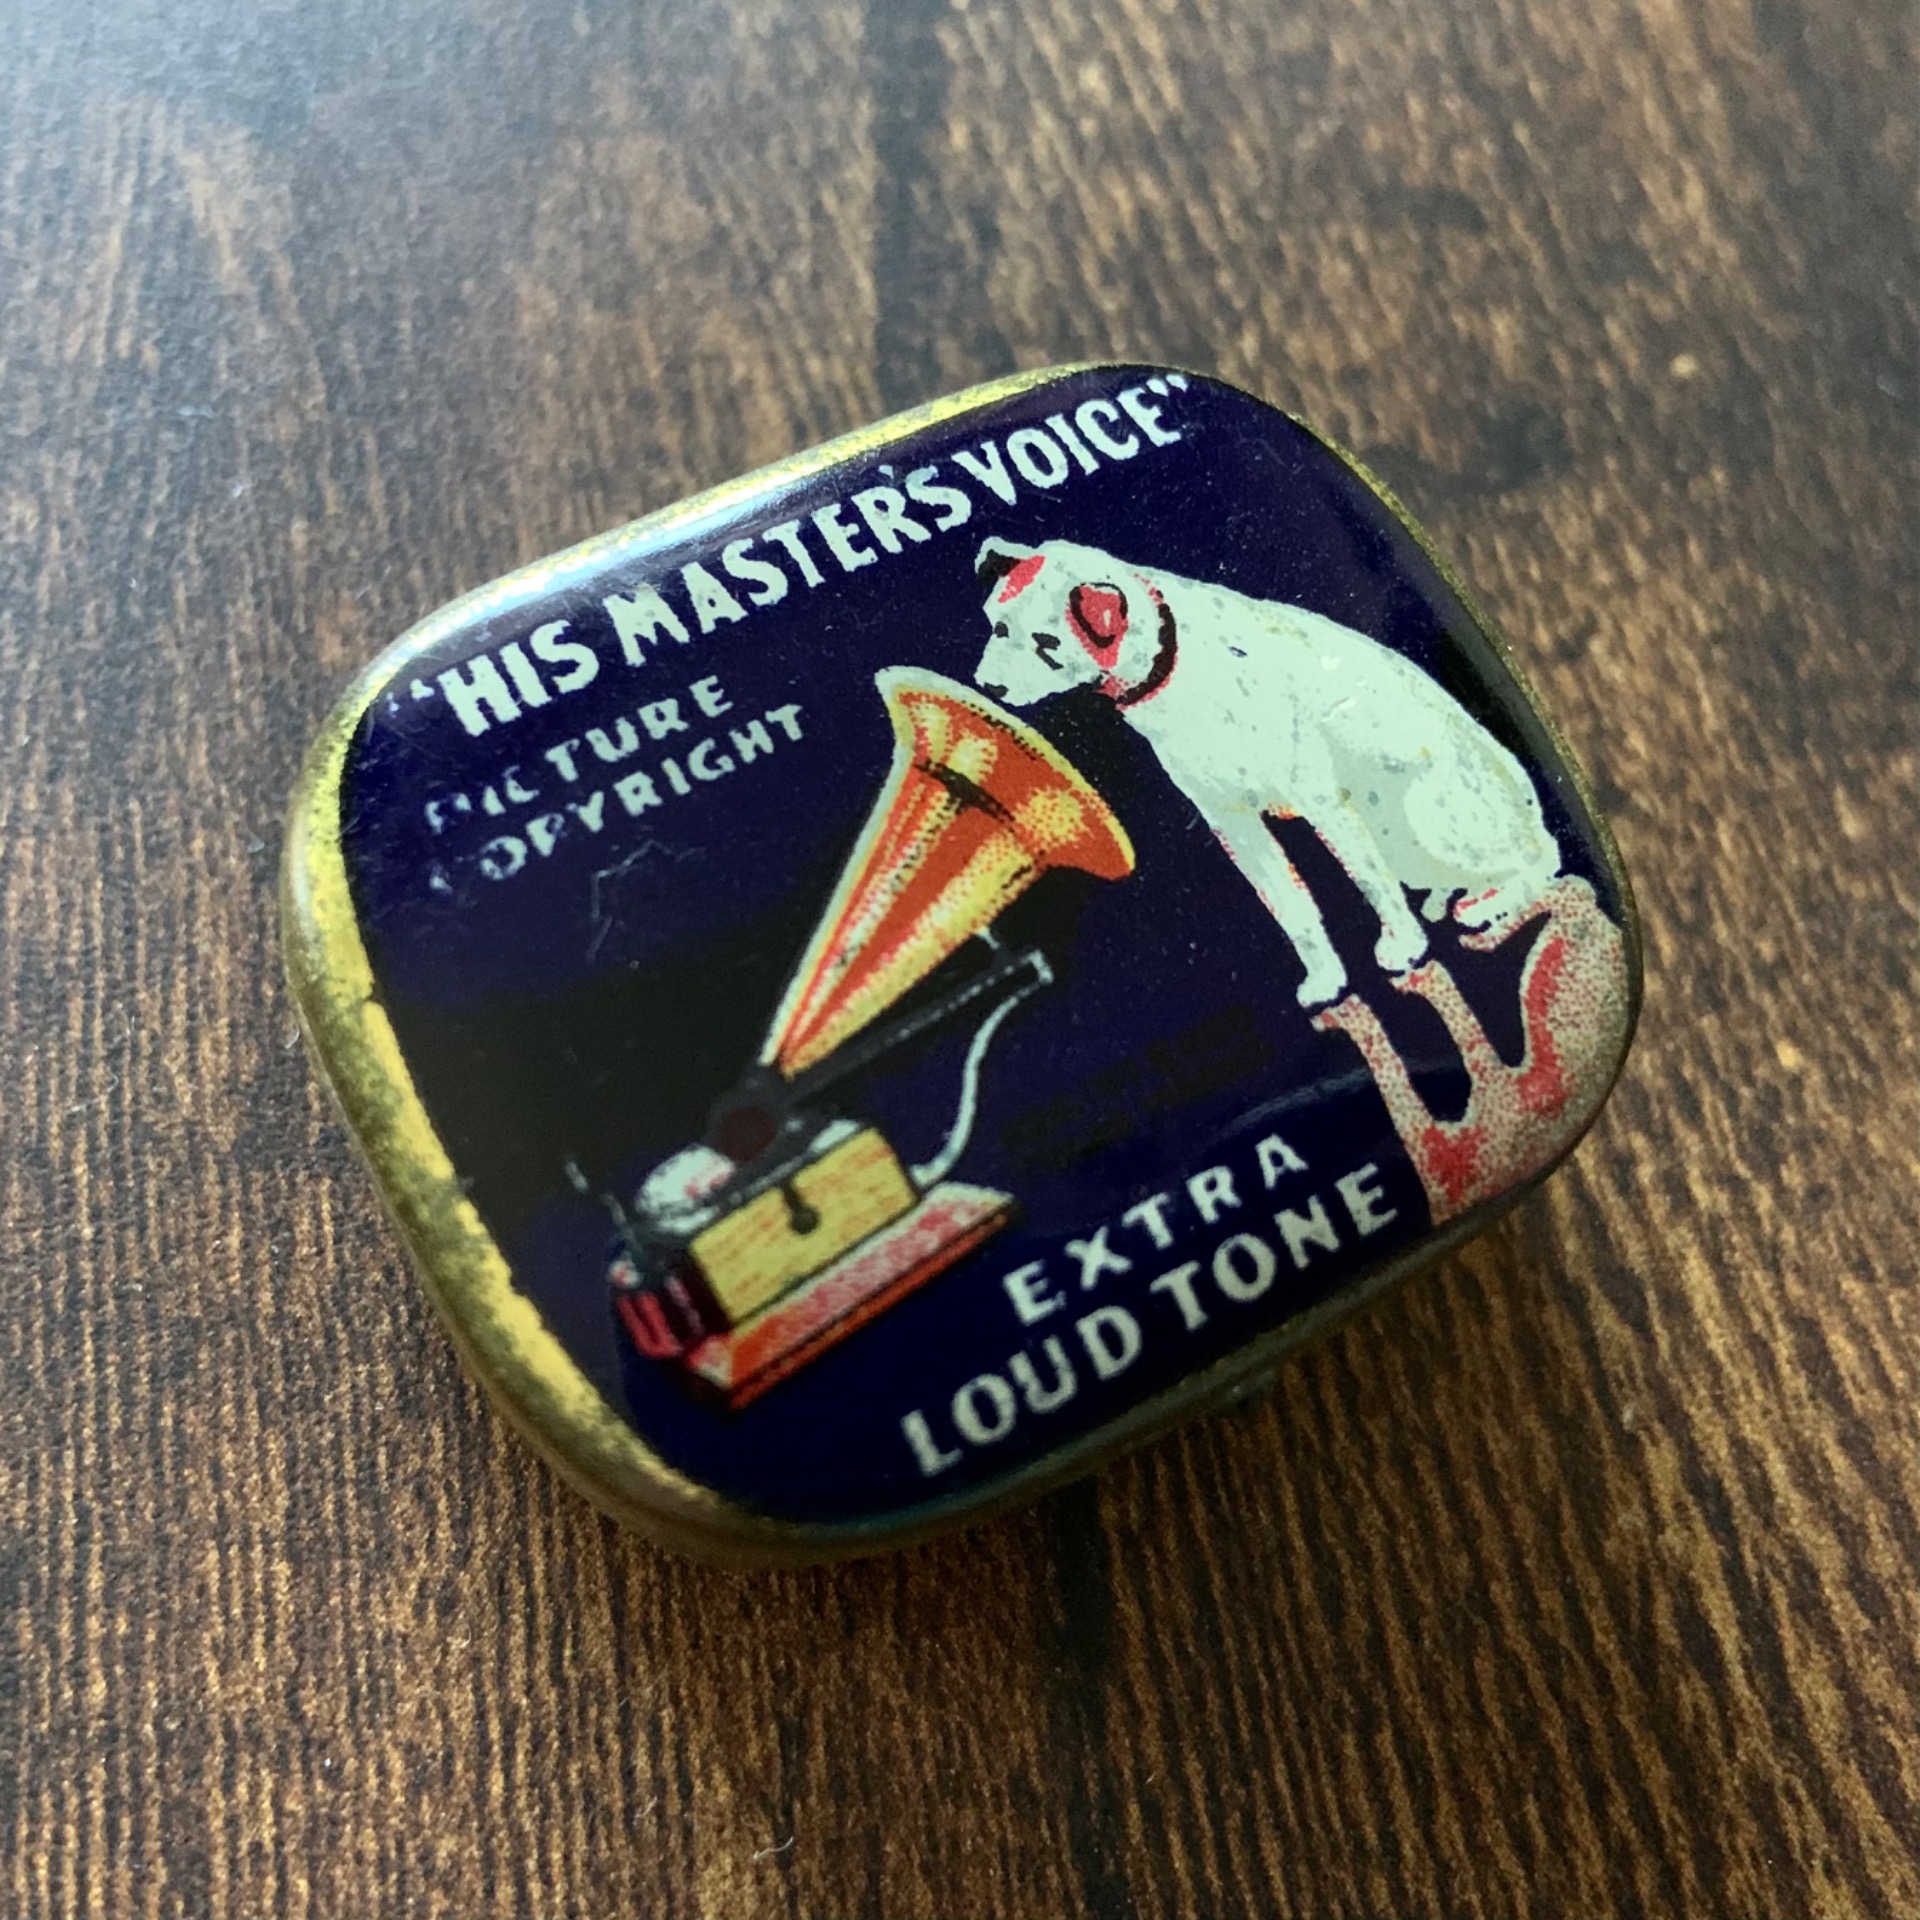 "HIS MASTER'S VOICE"
PICTURE
COPYRIGHT
EXTRA
LOUD TONE